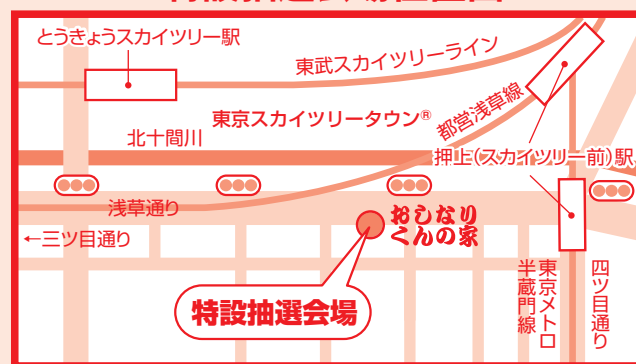 とうきょうスカイツリー駅
東武スカイツリーライン
東京スカイツリータウン®
都営浅草線
北十間川
押上(スカイツリー前)駅
浅草通り
←三ツ目通り
おしなり
くんの家
特設抽選会場
東京メトロ
半蔵門線
四ツ目通り